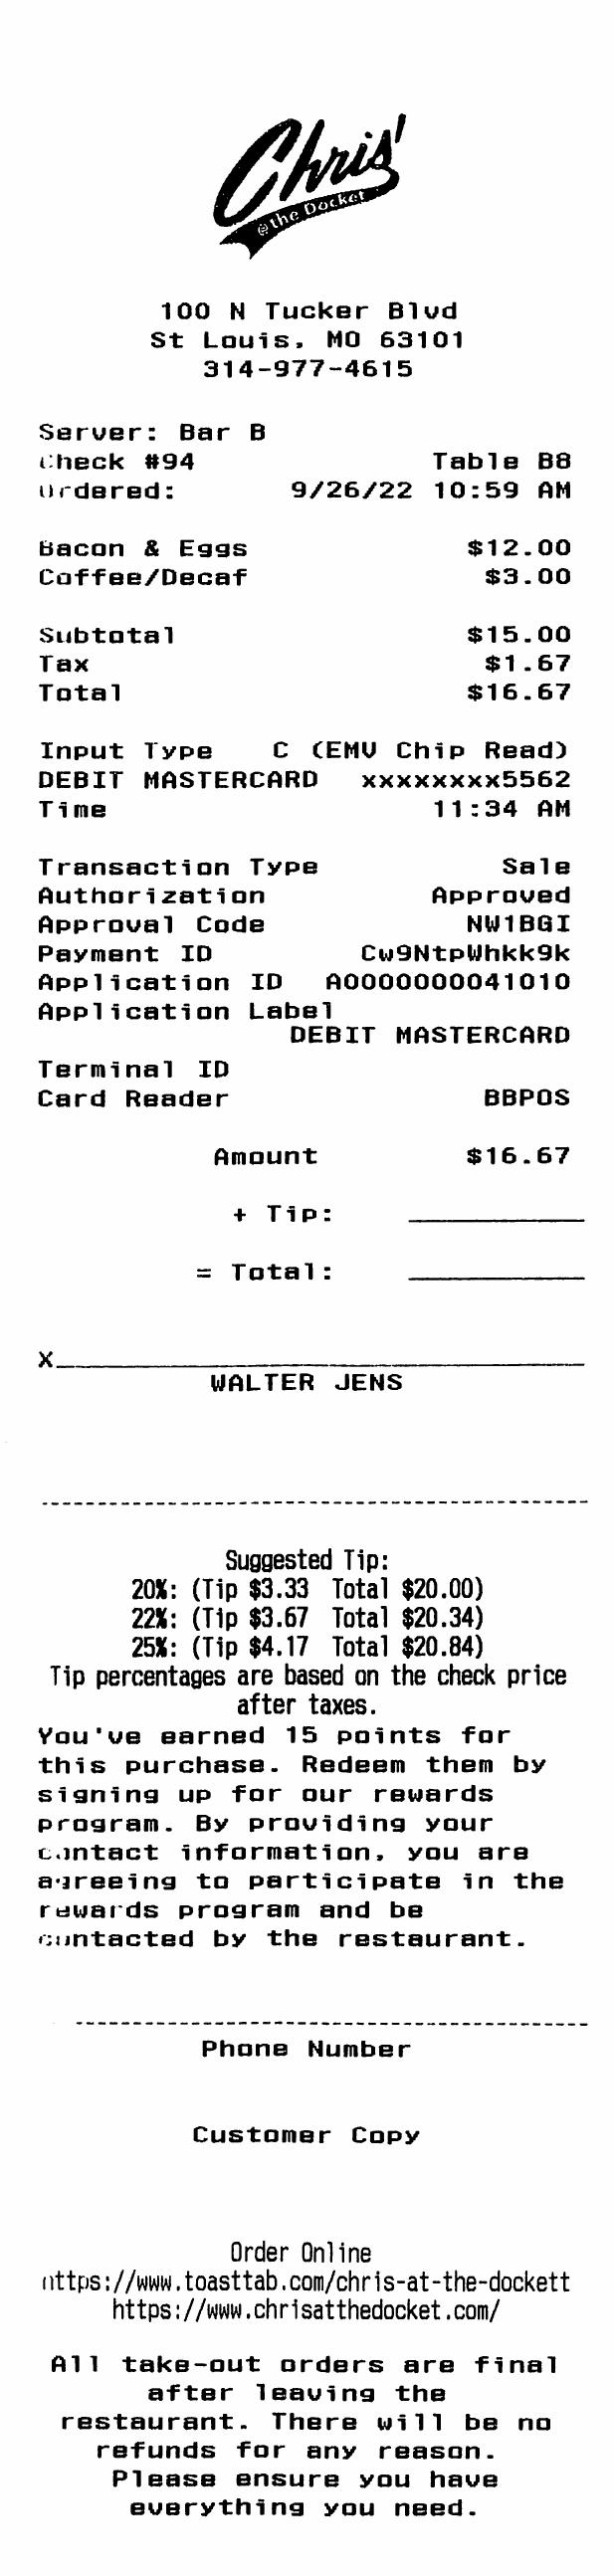 Chris'
@the Docket
100 N Tucker Blvd
St Louis, MO 63101
314-977-4615
Server: Bar B
Check #94 Table B8
Ordered: 9/26/22 10:59 AM
Bacon & Eggs $12.00
Coffee/Decaf $3.00
Subtotal $15.00
Tax $1.67
Total $16.67
Input Type C (EMV Chip Read)
DEBIT MASTERCARD xxxxxxxx5562
Time 11:34 AM
Transaction Type Sale
Authorization Approved
Approval Code NW1BGI
Payment ID Cw9NtpWhkk9k
Application ID A0000000041010
Application Label
DEBIT MASTERCARD
Terminal ID
Card Reader BBPOS
Amount $16.67
+ Tip:
= Total:
X
WALTER JENS
Suggested Tip:
20%: (Tip $3.33 Total $20.00)
22%: (Tip $3.67 Total $20.34)
25%: (Tip $4.17 Total $20.84)
Tip percentages are based on the check price
after taxes.
You've earned 15 points for
this purchase. Redeem them by
signing up for our rewards
program. By providing your
contact information, you are
agreeing to participate in the
rewards program and be
contacted by the restaurant.
Phone Number
Customer Copy
Order Online
https://www.toasttab.com/chris-at-the-dockett
https://www.chrisatthedocket.com/
All take-out orders are final
after leaving the
restaurant. There will be no
refunds for any reason.
Please ensure you have
everything you need.